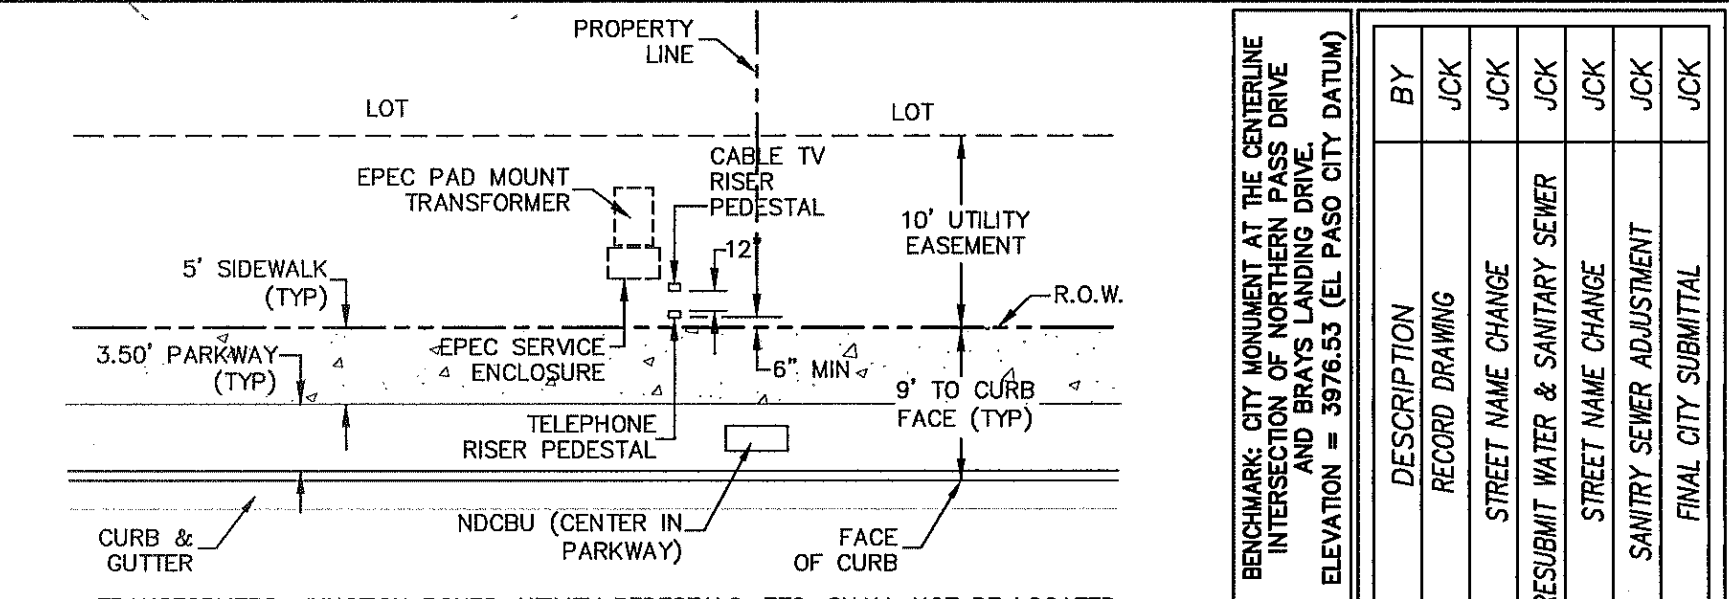 PROPERTY
LINE
LOT
LOT
CABLE TV
RISER
PEDESTAL
EPEC PAD MOUNT
TRANSFORMER
10' UTILITY
EASEMENT
12"
5' SIDEWALK
(TYP)
R.O.W.
3.50' PARKWAY
(TYP)
EPEC SERVICE
ENCLOSURE
6" MIN
9' TO CURB
FACE (TYP)
TELEPHONE
RISER PEDESTAL
NDCBU (CENTER IN
PARKWAY)
CURB &
GUTTER
FACE
OF CURB
BENCHMARK: CITY MONUMENT AT THE CENTERLINE
INTERSECTION OF NORTHERN PASS DRIVE
AND BRAYS LANDING DRIVE.
ELEVATION = 3976.53 (EL PASO CITY DATUM)
DESCRIPTION BY
RECORD DRAWING JCK
STREET NAME CHANGE JCK
RESUBMIT WATER & SANITARY SEWER JCK
STREET NAME CHANGE JCK
SANITRY SEWER ADJUSTMENT JCK
FINAL CITY SUBMITTAL JCK